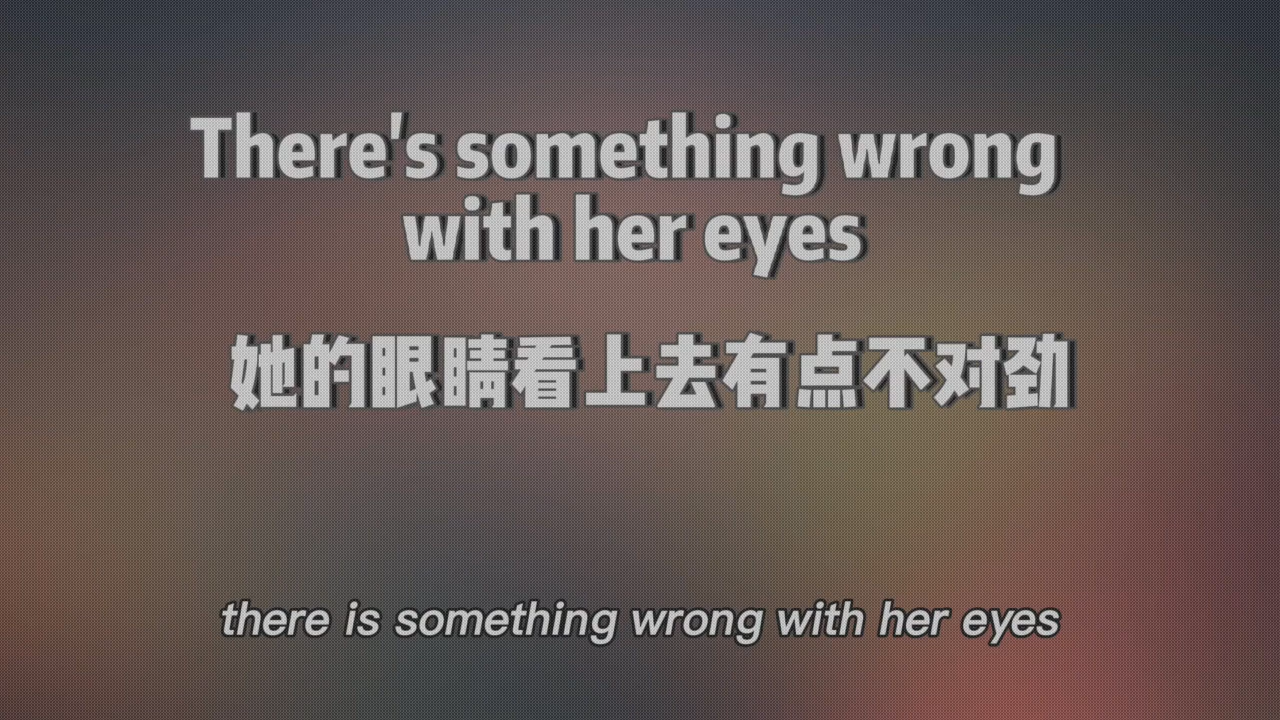 There's something wrong
with her eyes
她的眼睛看上去有点不对劲
there is something wrong with her eyes